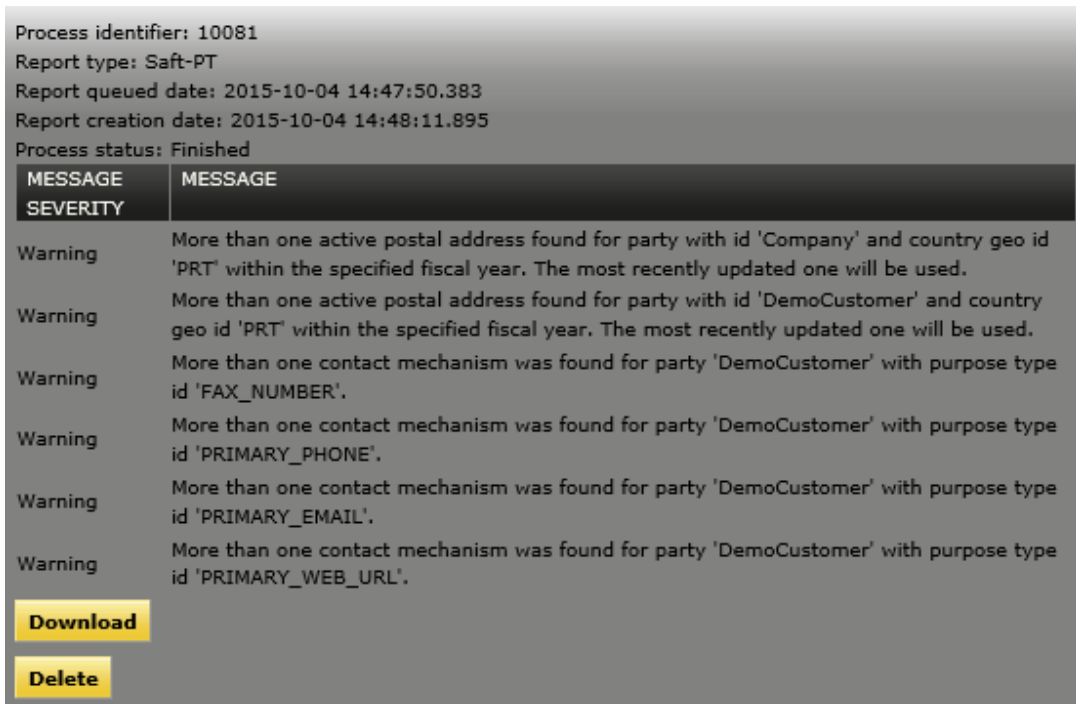 Process identifier: 10081
Report type: Saft-PT
Report queued date: 2015-10-04 14:47:50.383
Report creation date: 2015-10-04 14:48:11.895
Process status: Finished
MESSAGE SEVERITY MESSAGE
Warning More than one active postal address found for party with id 'Company' and country geo id
'PRT' within the specified fiscal year. The most recently updated one will be used.
Warning More than one active postal address found for party with id 'DemoCustomer' and country
geo id 'PRT' within the specified fiscal year. The most recently updated one will be used.
Warning More than one contact mechanism was found for party 'DemoCustomer' with purpose type
id 'FAX_NUMBER'.
Warning More than one contact mechanism was found for party 'DemoCustomer' with purpose type
id 'PRIMARY_PHONE'.
Warning More than one contact mechanism was found for party 'DemoCustomer' with purpose type
id 'PRIMARY_EMAIL'.
Warning More than one contact mechanism was found for party 'DemoCustomer' with purpose type
id 'PRIMARY_WEB_URL'.
Download
Delete